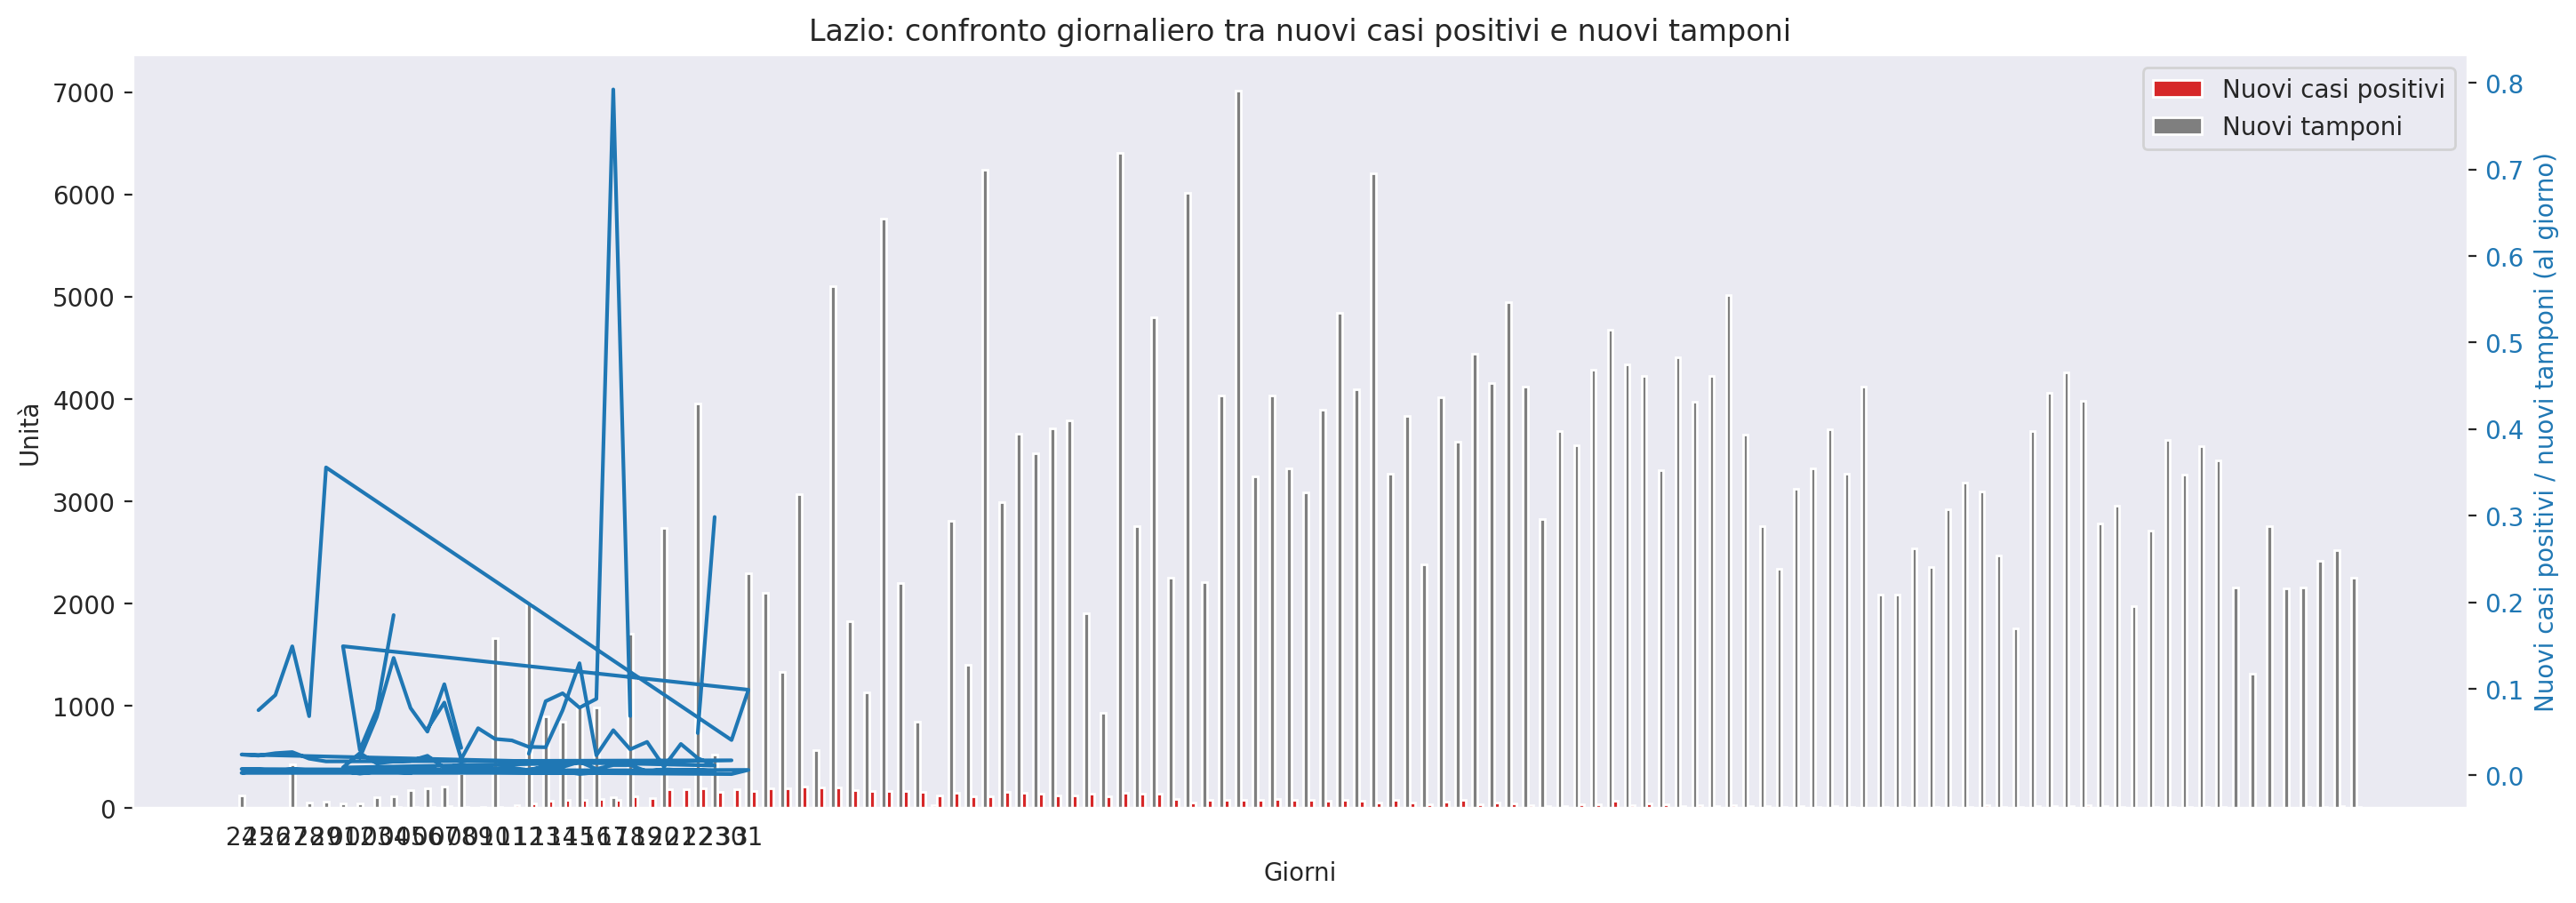 Lazio: confronto giornaliero tra nuovi casi positivi e nuovi tamponi
Nuovi casi positivi
Nuovi tamponi
7000
6000
5000
4000
3000
2000
1000
0
Unità
0.8
0.7
0.6
0.5
0.4
0.3
0.2
0.1
0.0
Nuovi casi positivi / nuovi tamponi (al giorno)
Giorni